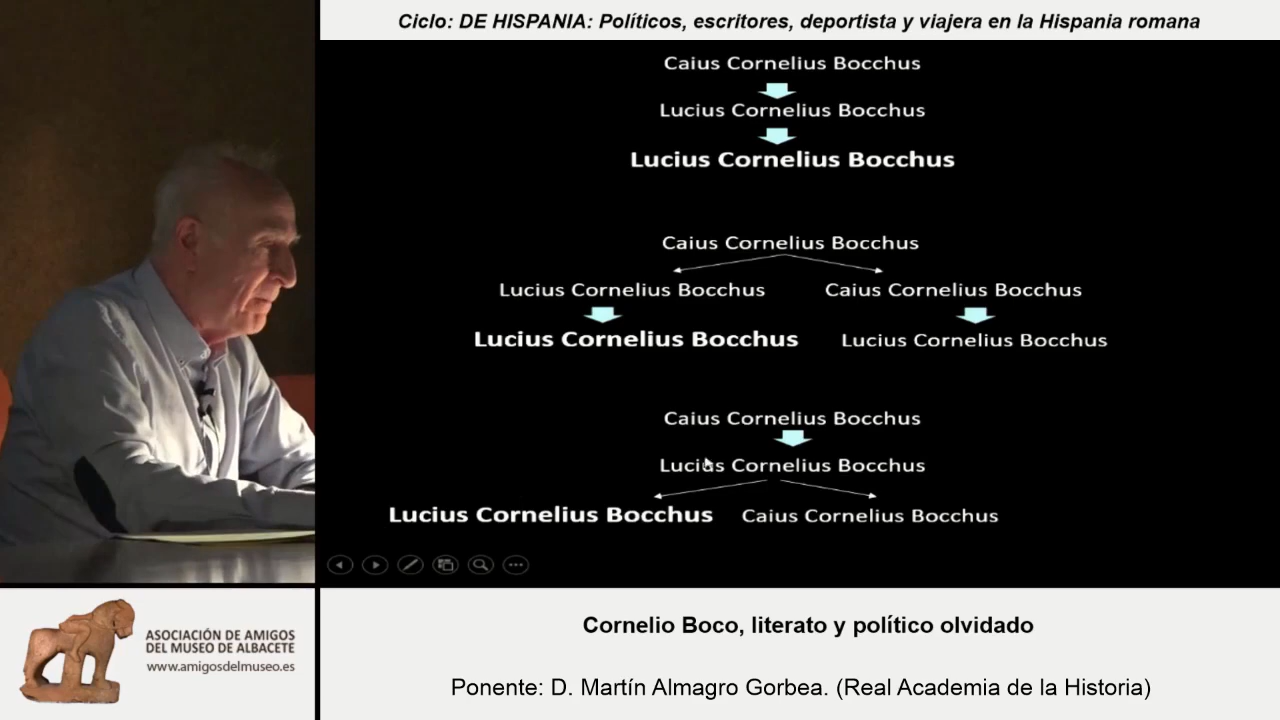 Ciclo: DE HISPANIA: Políticos, escritores, deportista y viajera en la Hispania romana
Caius Cornelius Bocchus
Lucius Cornelius Bocchus
Lucius Cornelius Bocchus
Caius Cornelius Bocchus
Lucius Cornelius Bocchus Caius Cornelius Bocchus
Lucius Cornelius Bocchus Lucius Cornelius Bocchus
Caius Cornelius Bocchus
Lucius Cornelius Bocchus
Lucius Cornelius Bocchus Caius Cornelius Bocchus
ASOCIACIÓN DE AMIGOS
DEL MUSEO DE ALBACETE
www.amigosdelmuseo.es
Cornelio Boco, literato y político olvidado
Ponente: D. Martín Almagro Gorbea. (Real Academia de la Historia)